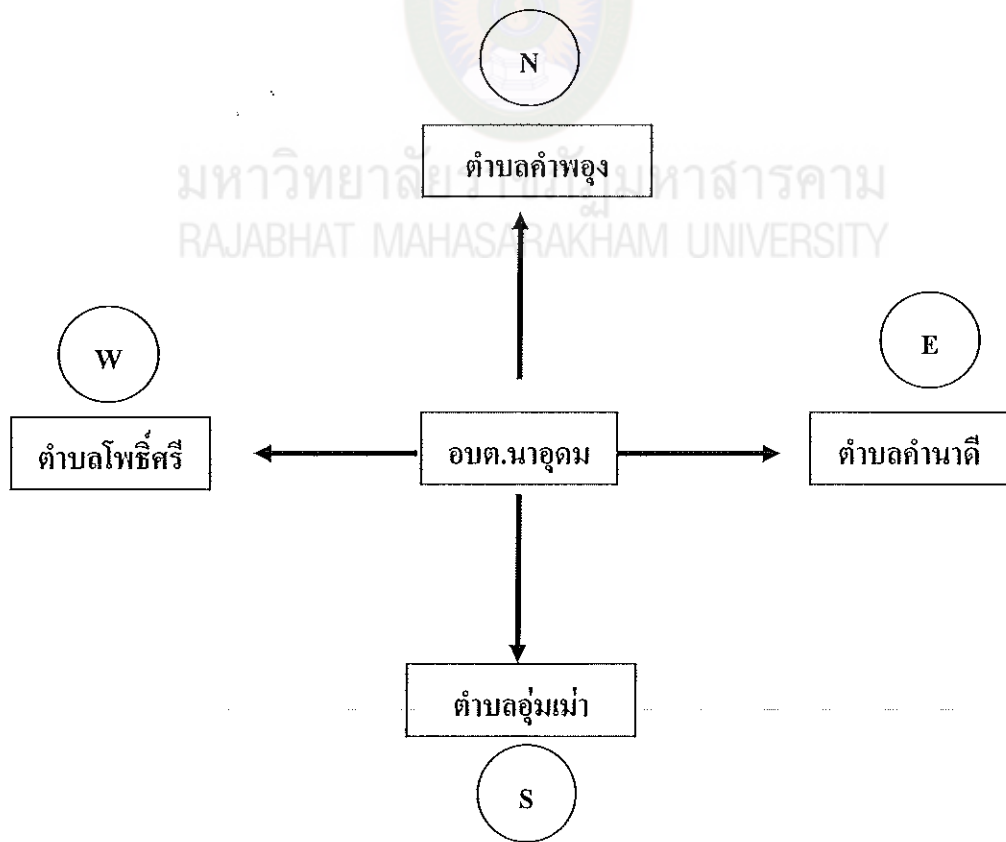 N
ตำบลคำพอุง
มหาวิทยาลัยราชภัฏมหาสารคาม
RAJABHAT MAHASARAKHAM UNIVERSITY
W
E
ตำบลโพธิ์ศรี
อบต.นาอุดม
ตำบลคำนาดี
ตำบลอุ่มเม่า
S